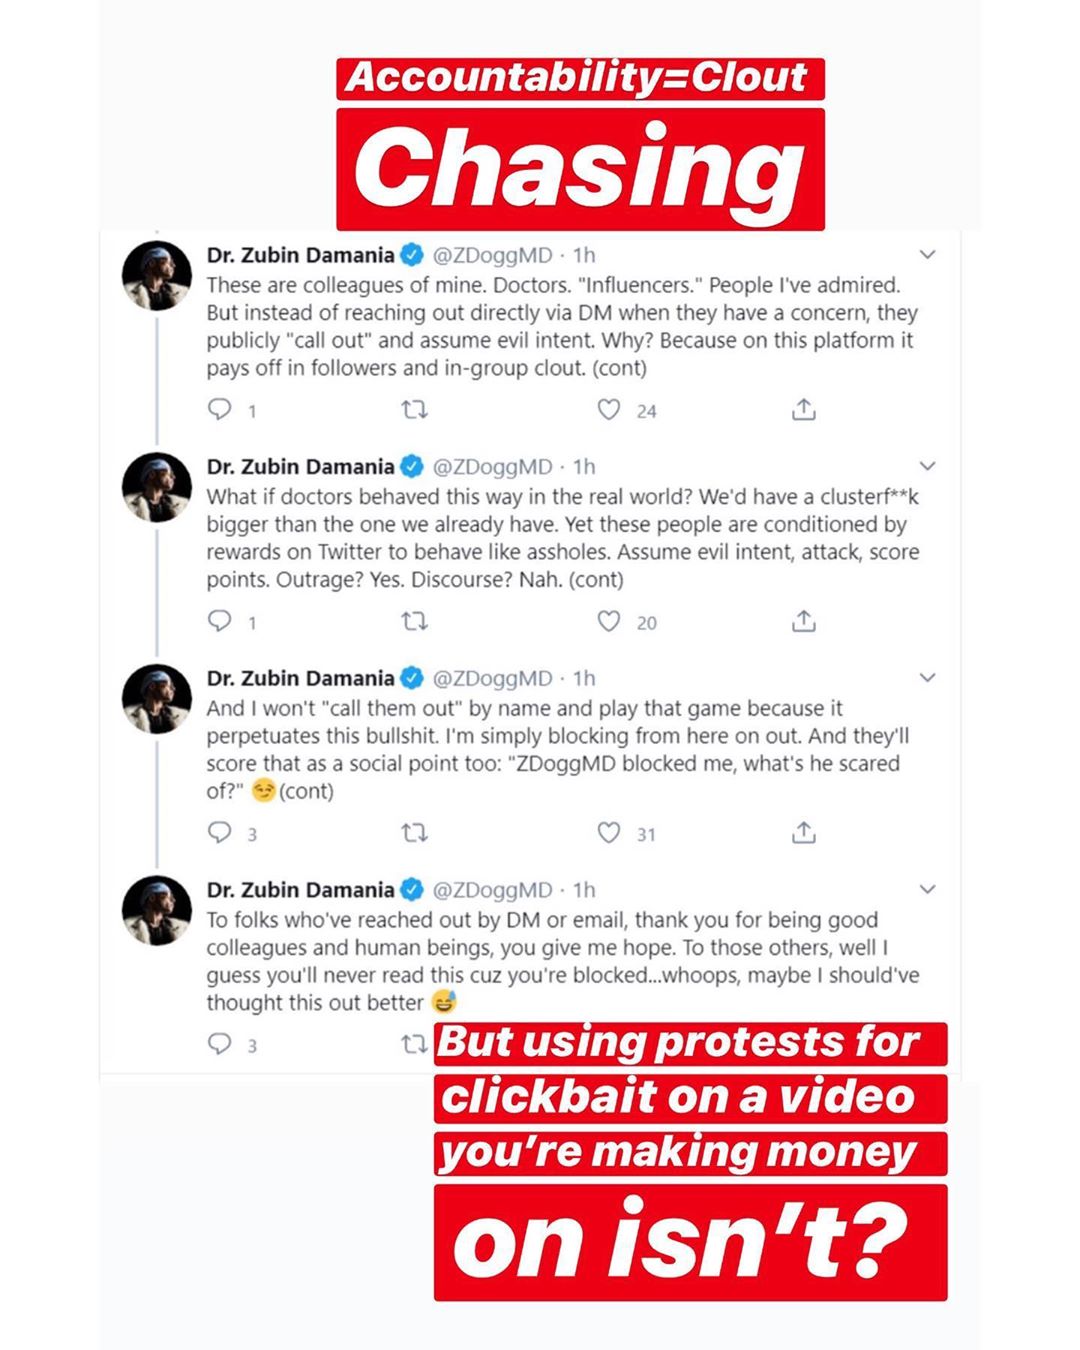 Accountability=Clout
Chasing
Dr. Zubin Damania @ZDoggMD · 1h
These are colleagues of mine. Doctors. "Influencers." People I've admired.
But instead of reaching out directly via DM when they have a concern, they
publicly "call out" and assume evil intent. Why? Because on this platform it
pays off in followers and in-group clout. (cont)
1 24
Dr. Zubin Damania @ZDoggMD · 1h
What if doctors behaved this way in the real world? We'd have a clusterf**k
bigger than the one we already have. Yet these people are conditioned by
rewards on Twitter to behave like assholes. Assume evil intent, attack, score
points. Outrage? Yes. Discourse? Nah. (cont)
1 20
Dr. Zubin Damania @ZDoggMD · 1h
And I won't "call them out" by name and play that game because it
perpetuates this bullshit. I'm simply blocking from here on out. And they'll
score that as a social point too: "ZDoggMD blocked me, what's he scared
of?" 😏 (cont)
3 31
Dr. Zubin Damania @ZDoggMD · 1h
To folks who've reached out by DM or email, thank you for being good
colleagues and human beings, you give me hope. To those others, well I
guess you'll never read this cuz you're blocked...whoops, maybe I should've
thought this out better 😅
3
But using protests for
clickbait on a video
you're making money
on isn't?